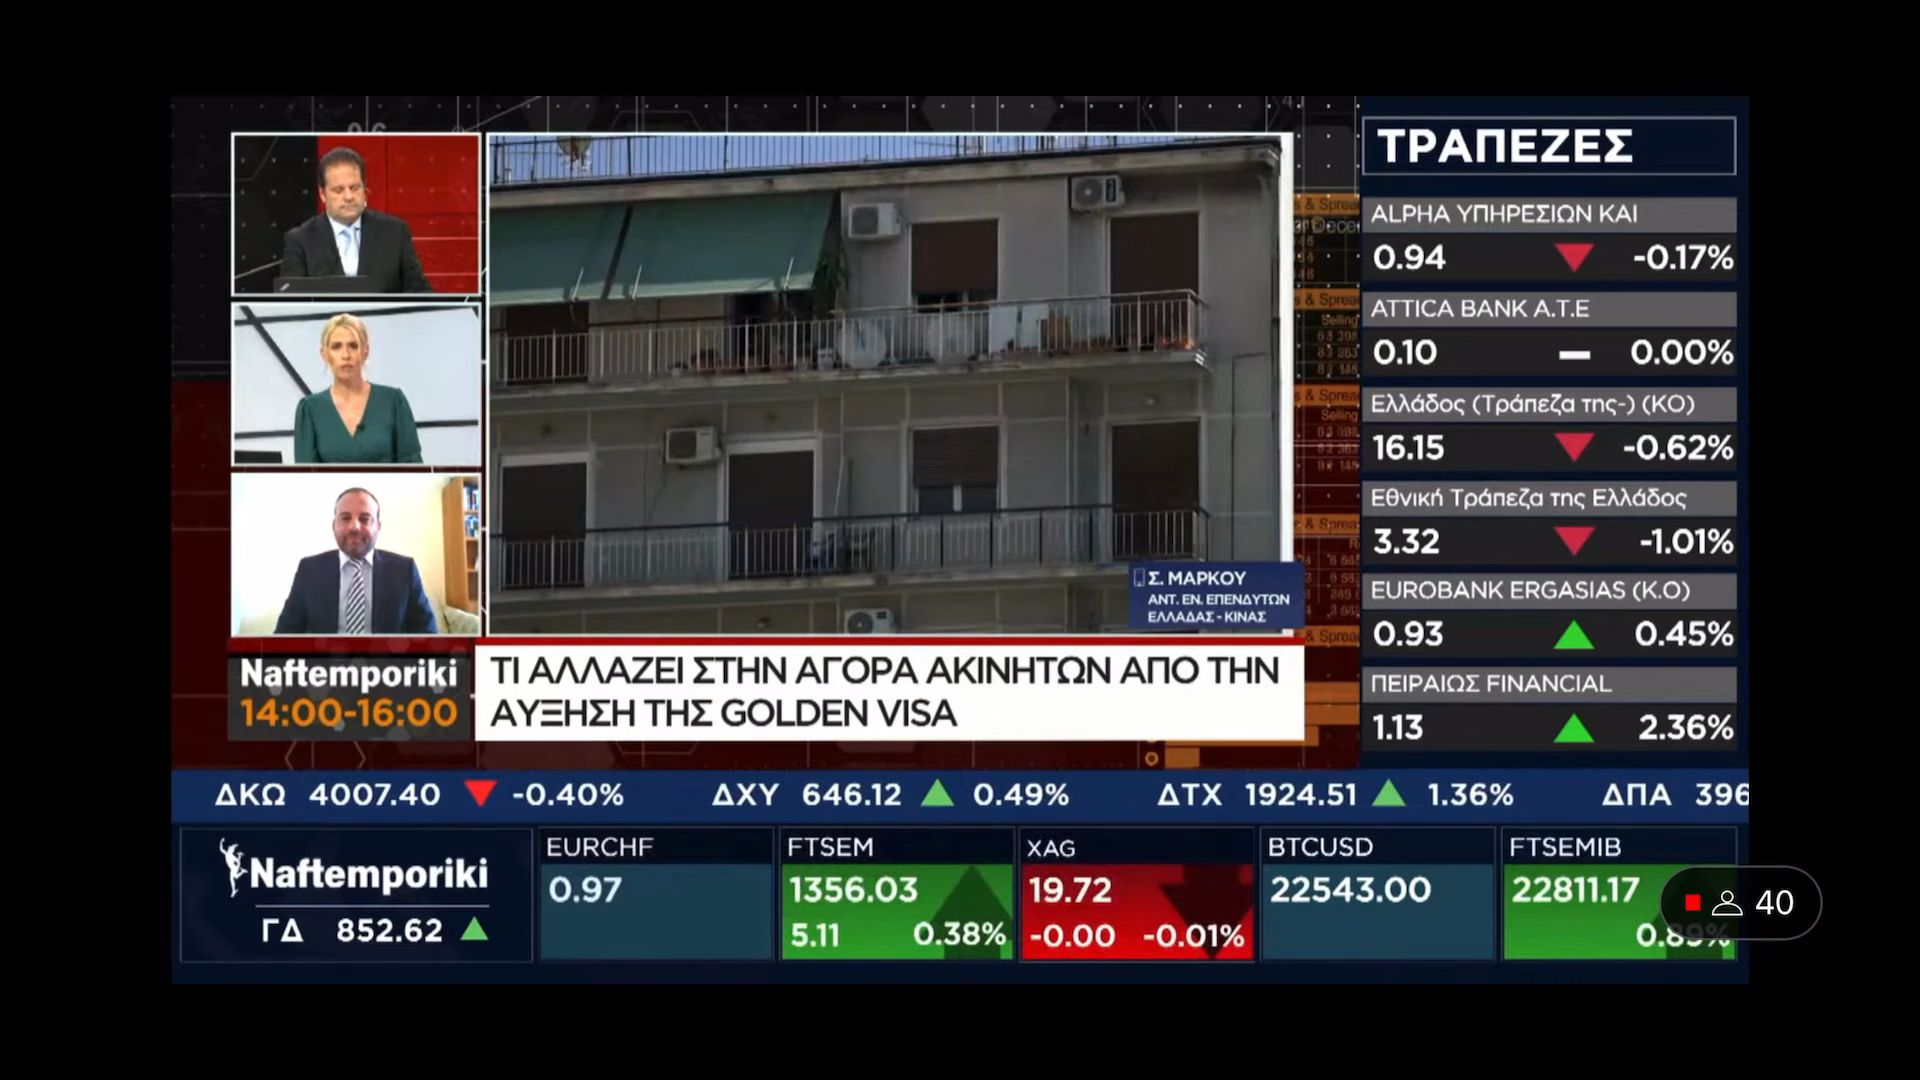 ΤΡΑΠΕΖΕΣ
ALPHA ΥΠΗΡΕΣΙΩΝ ΚΑΙ
0.94 -0.17%
ATTICA BANK A.T.E
0.10 0.00%
Ελλάδος (Τράπεζα της-) (ΚΟ)
16.15 -0.62%
Εθνική Τράπεζα της Ελλάδος
3.32 -1.01%
EUROBANK ERGASIAS (K.O)
0.93 0.45%
ΠΕΙΡΑΙΩΣ FINANCIAL
1.13 2.36%
Σ. ΜΑΡΚΟΥ
ΑΝΤ. ΕΝ. ΕΠΕΝΔΥΤΩΝ
ΕΛΛΑΔΑΣ - ΚΙΝΑΣ
Naftemporiki
14:00-16:00
ΤΙ ΑΛΛΑΖΕΙ ΣΤΗΝ ΑΓΟΡΑ ΑΚΙΝΗΤΩΝ ΑΠΟ ΤΗΝ
ΑΥΞΗΣΗ ΤΗΣ GOLDEN VISA
ΔΚΩ 4007.40 -0.40% ΔΧΥ 646.12 0.49% ΔΤΧ 1924.51 1.36% ΔΠΑ 396
Naftemporiki
ΓΔ 852.62
EURCHF
0.97
FTSEM
1356.03
5.11 0.38%
XAG
19.72
-0.00 -0.01%
BTCUSD
22543.00
FTSEMIB
22811.17
0.89%
40